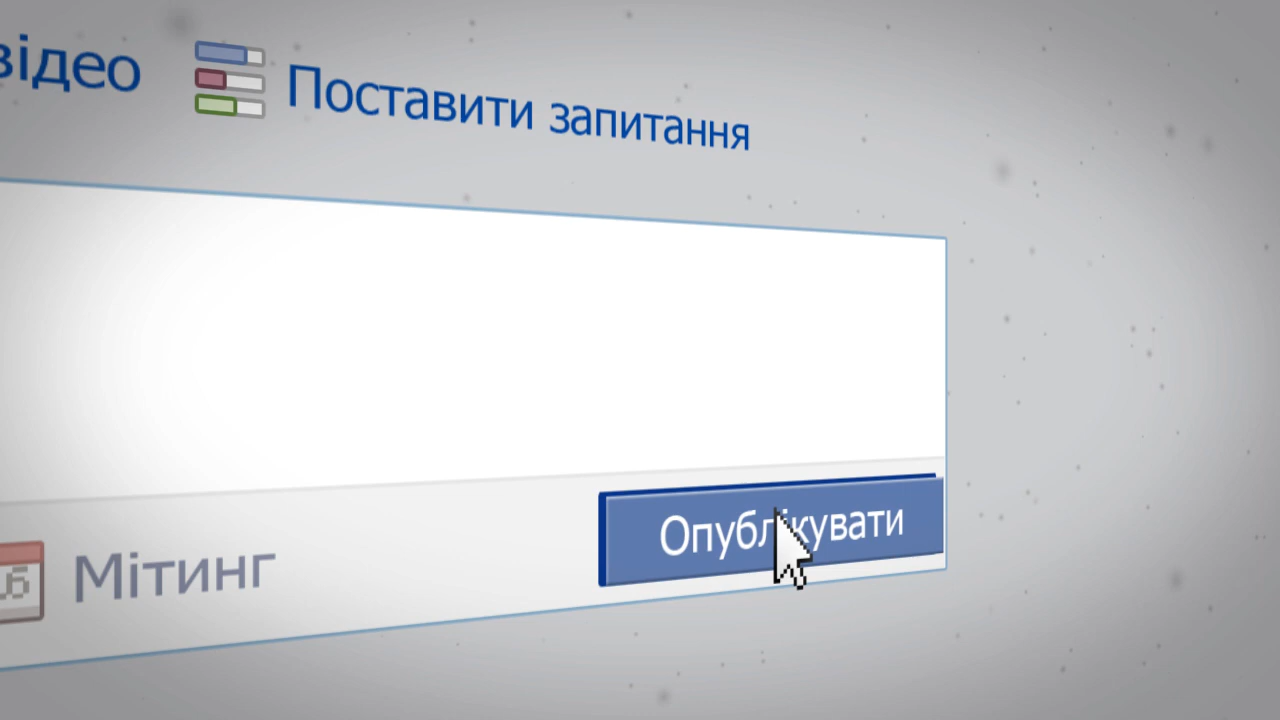 відео
Поставити запитання
Мітинг
Опублікувати